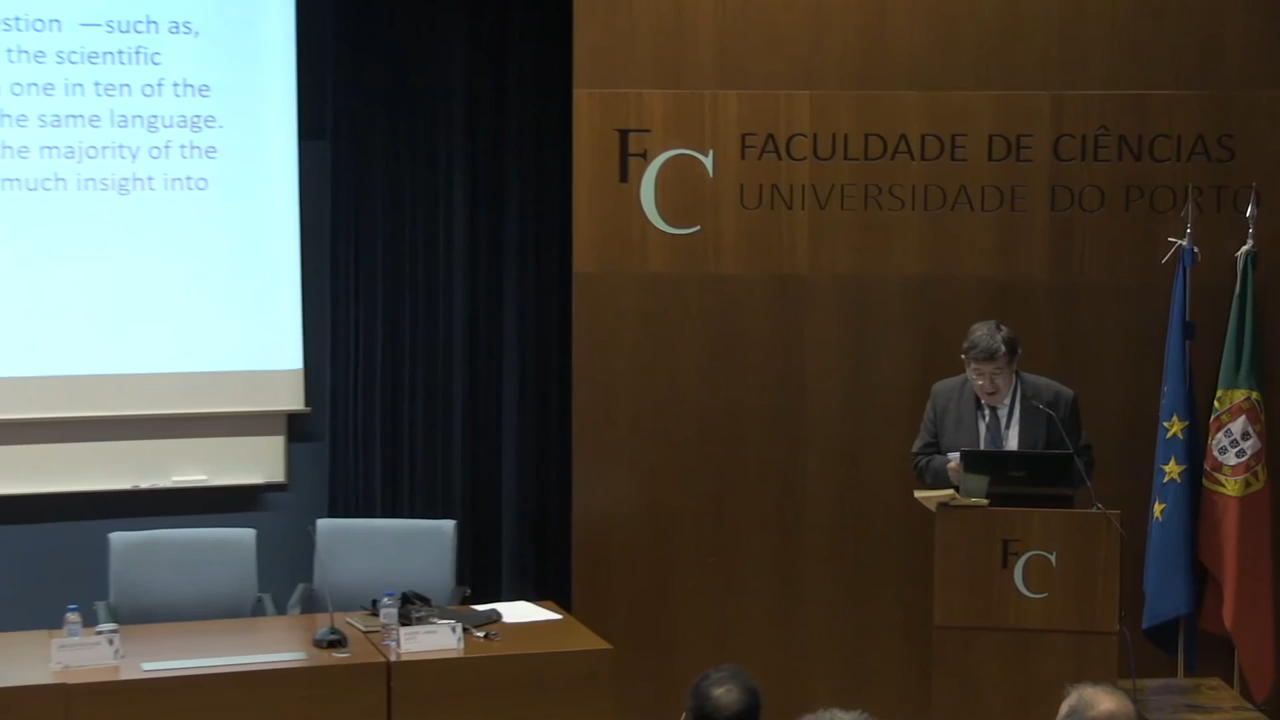 stion —such as,
the scientific
one in ten of the
he same language.
he majority of the
much insight into
FC
FACULDADE DE CIÊNCIAS
UNIVERSIDADE DO PORTO
FC